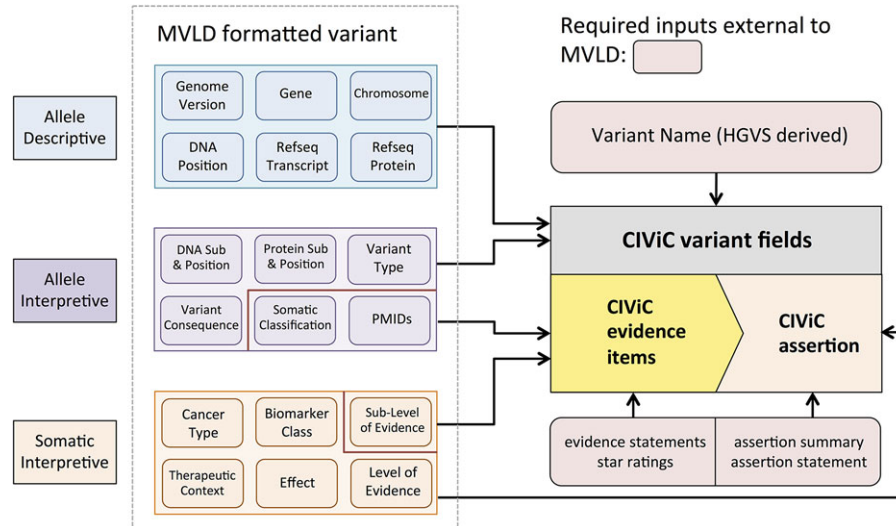 MVLD formatted variant
Required inputs external to
MVLD:
Allele
Descriptive
Genome
Version
Gene
Chromosome
DNA
Position
Refseq
Transcript
Refseq
Protein
Variant Name (HGVS derived)
Allele
Interpretive
DNA Sub
& Position
Protein Sub
& Position
Variant
Type
Variant
Consequence
Somatic
Classification
PMIDs
CIViC variant fields
CIViC
evidence
items
CIViC
assertion
Somatic
Interpretive
Cancer
Type
Biomarker
Class
Sub-Level
of Evidence
Therapeutic
Context
Effect
Level of
Evidence
evidence statements
star ratings
assertion summary
assertion statement